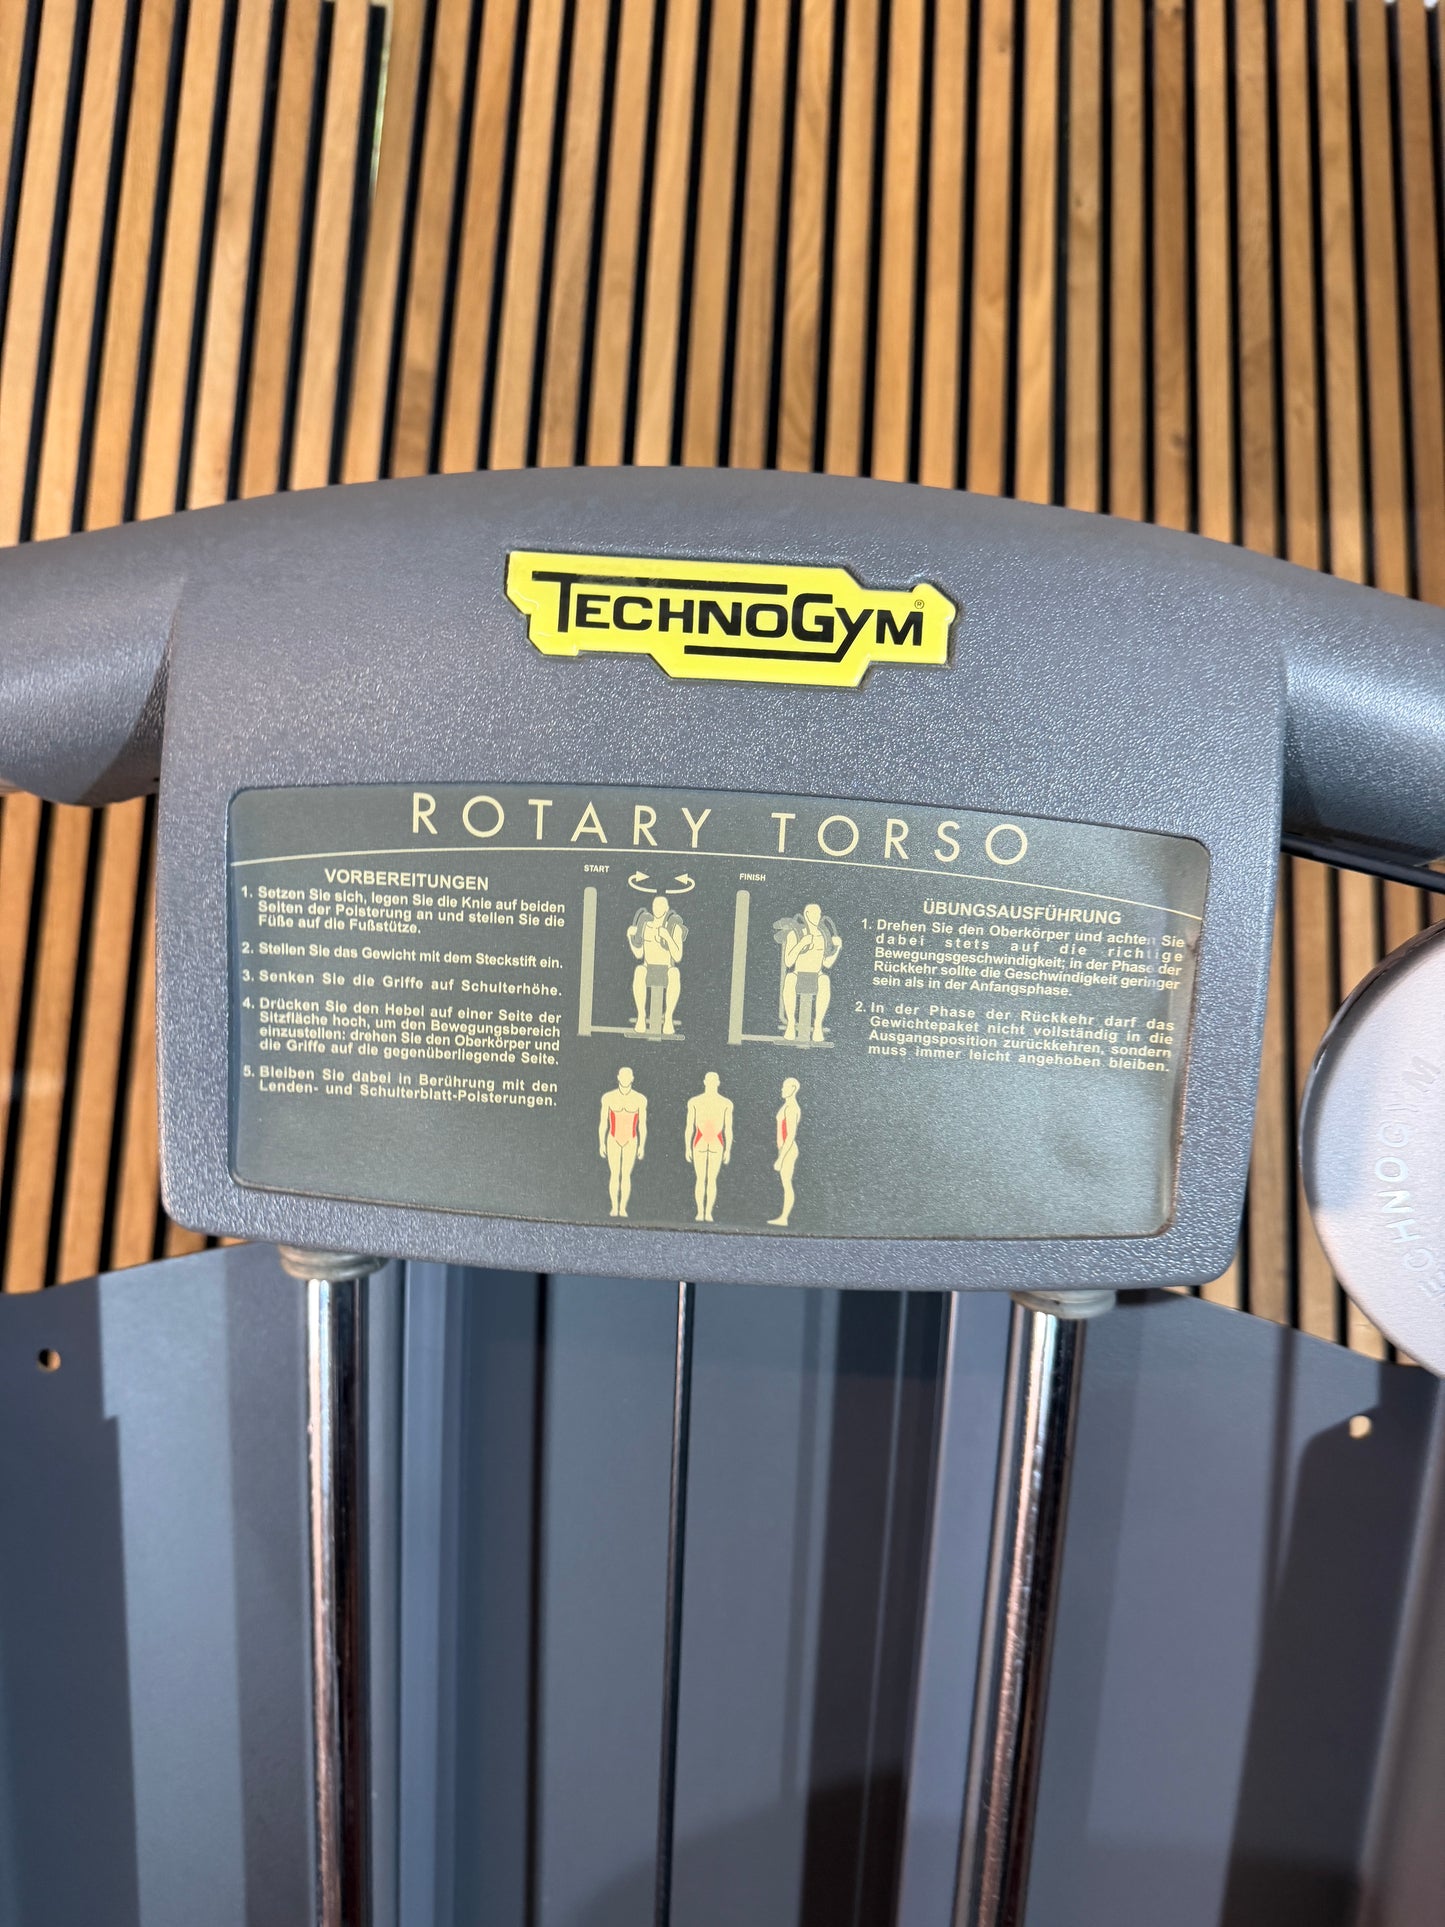 TECHNOGYM®
ROTARY TORSO
VORBEREITUNGEN
1. Setzen Sie sich, legen Sie die Knie auf beiden
Seiten der Polsterung an und stellen Sie die
Füße auf die Fußstütze.
2. Stellen Sie das Gewicht mit dem Steckstift ein.
3. Senken Sie die Griffe auf Schulterhöhe.
4. Drücken Sie den Hebel auf einer Seite der
Sitzfläche hoch, um den Bewegungsbereich
einzustellen: drehen Sie den Oberkörper und
die Griffe auf die gegenüberliegende Seite.
5. Bleiben Sie dabei in Berührung mit den
Lenden- und Schulterblatt-Polsterungen.
START
FINISH
ÜBUNGSAUSFÜHRUNG
1. Drehen Sie den Oberkörper und achten Sie
dabei stets auf die richtige
Bewegungsgeschwindigkeit; in der Phase der
Rückkehr sollte die Geschwindigkeit geringer
sein als in der Anfangsphase.
2. In der Phase der Rückkehr darf das
Gewichtepaket nicht vollständig in die
Ausgangsposition zurückkehren, sondern
muss immer leicht angehoben bleiben.
ECHNOGYM